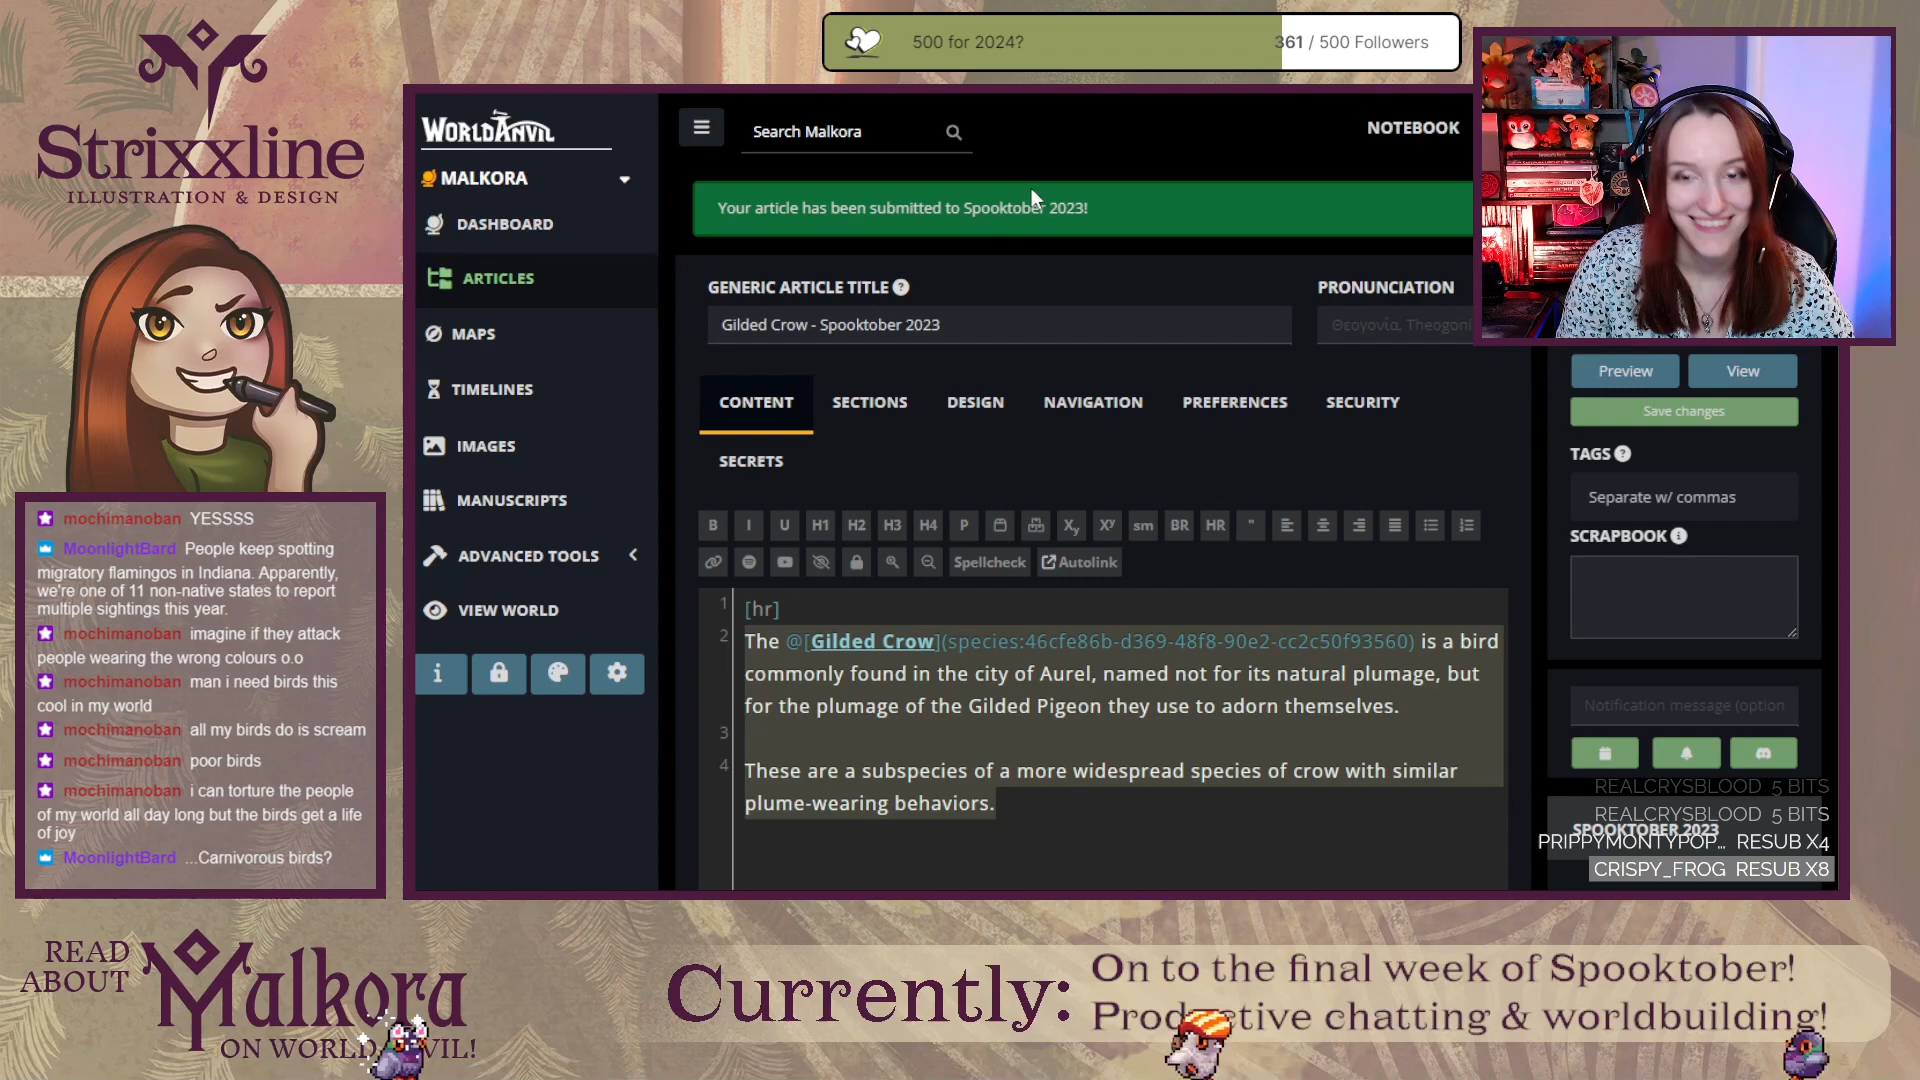 Strixxline
ILLUSTRATION & DESIGN
500 for 2024?
361 / 500 Followers
WORLDANVIL
MALKORA
DASHBOARD
ARTICLES
MAPS
TIMELINES
IMAGES
MANUSCRIPTS
ADVANCED TOOLS
VIEW WORLD
Search Malkora
NOTEBOOK
Your article has been submitted to Spooktober 2023!
GENERIC ARTICLE TITLE
PRONUNCIATION
Gilded Crow - Spooktober 2023
Θεογονία, Theogoni
CONTENT
SECTIONS
DESIGN
NAVIGATION
PREFERENCES
SECURITY
SECRETS
B I U H1 H2 H3 H4 P Xy Xy sm BR HR "
Spellcheck
Autolink
1 [hr]
2 The @[Gilded Crow](species:46cfe86b-d369-48f8-90e2-cc2c50f93560) is a bird
commonly found in the city of Aurel, named not for its natural plumage, but
for the plumage of the Gilded Pigeon they use to adorn themselves.
3
4 These are a subspecies of a more widespread species of crow with similar
plume-wearing behaviors.
Preview
View
Save changes
TAGS
Separate w/ commas
SCRAPBOOK
Notification message (option
SPOOKTOBER 2023
REALCRYSBLOOD 5 BITS
REALCRYSBLOOD 5 BITS
PRIPPYMONTYPOP... RESUB X4
CRISPY_FROG RESUB X8
mochimanoban YESSSS
MoonlightBard People keep spotting
migratory flamingos in Indiana. Apparently,
we're one of 11 non-native states to report
multiple sightings this year.
mochimanoban imagine if they attack
people wearing the wrong colours o.o
mochimanoban man i need birds this
cool in my world
mochimanoban all my birds do is scream
mochimanoban poor birds
mochimanoban i can torture the people
of my world all day long but the birds get a life
of joy
MoonlightBard ...Carnivorous birds?
READ
ABOUT
Malkora
ON WORLD VIL!
Currently:
On to the final week of Spooktober!
Productive chatting & worldbuilding!